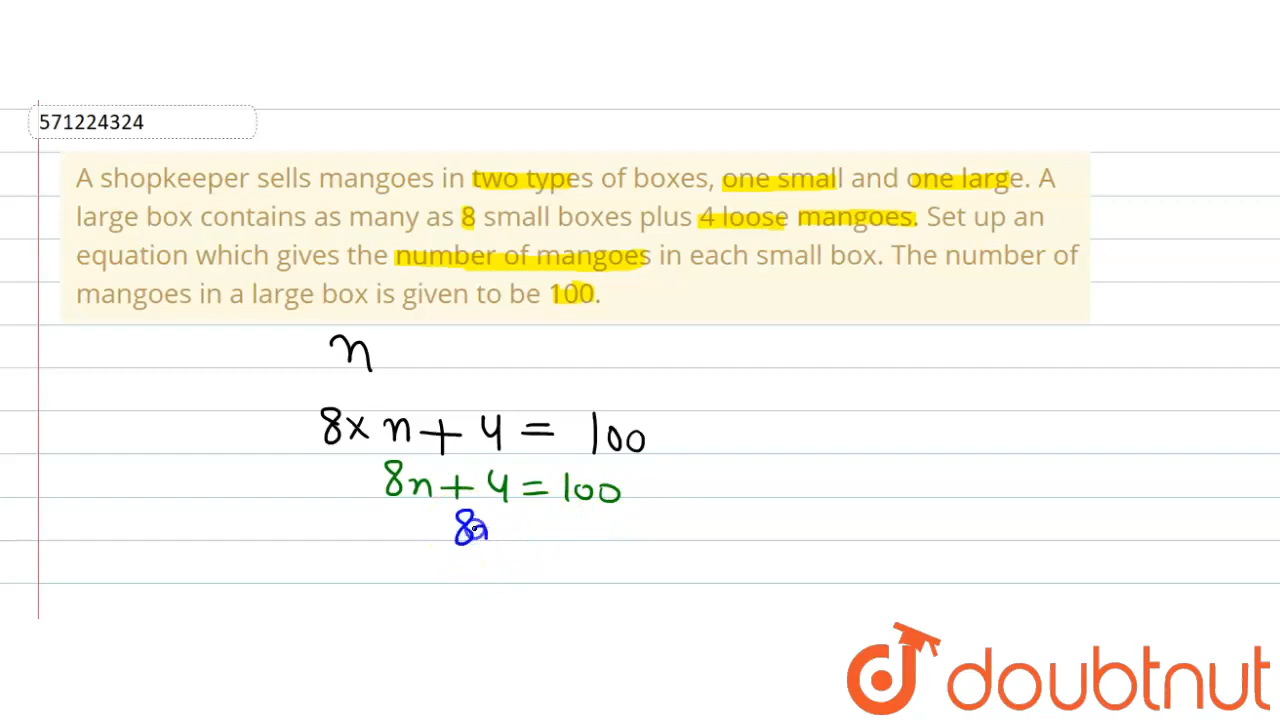 571224324
A shopkeeper sells mangoes in two types of boxes, one small and one large. A
large box contains as many as 8 small boxes plus 4 loose mangoes. Set up an
equation which gives the number of mangoes in each small box. The number of
mangoes in a large box is given to be 100.
n
8× n + 4 = 100
8n + 4 = 100
8n
doubtnut